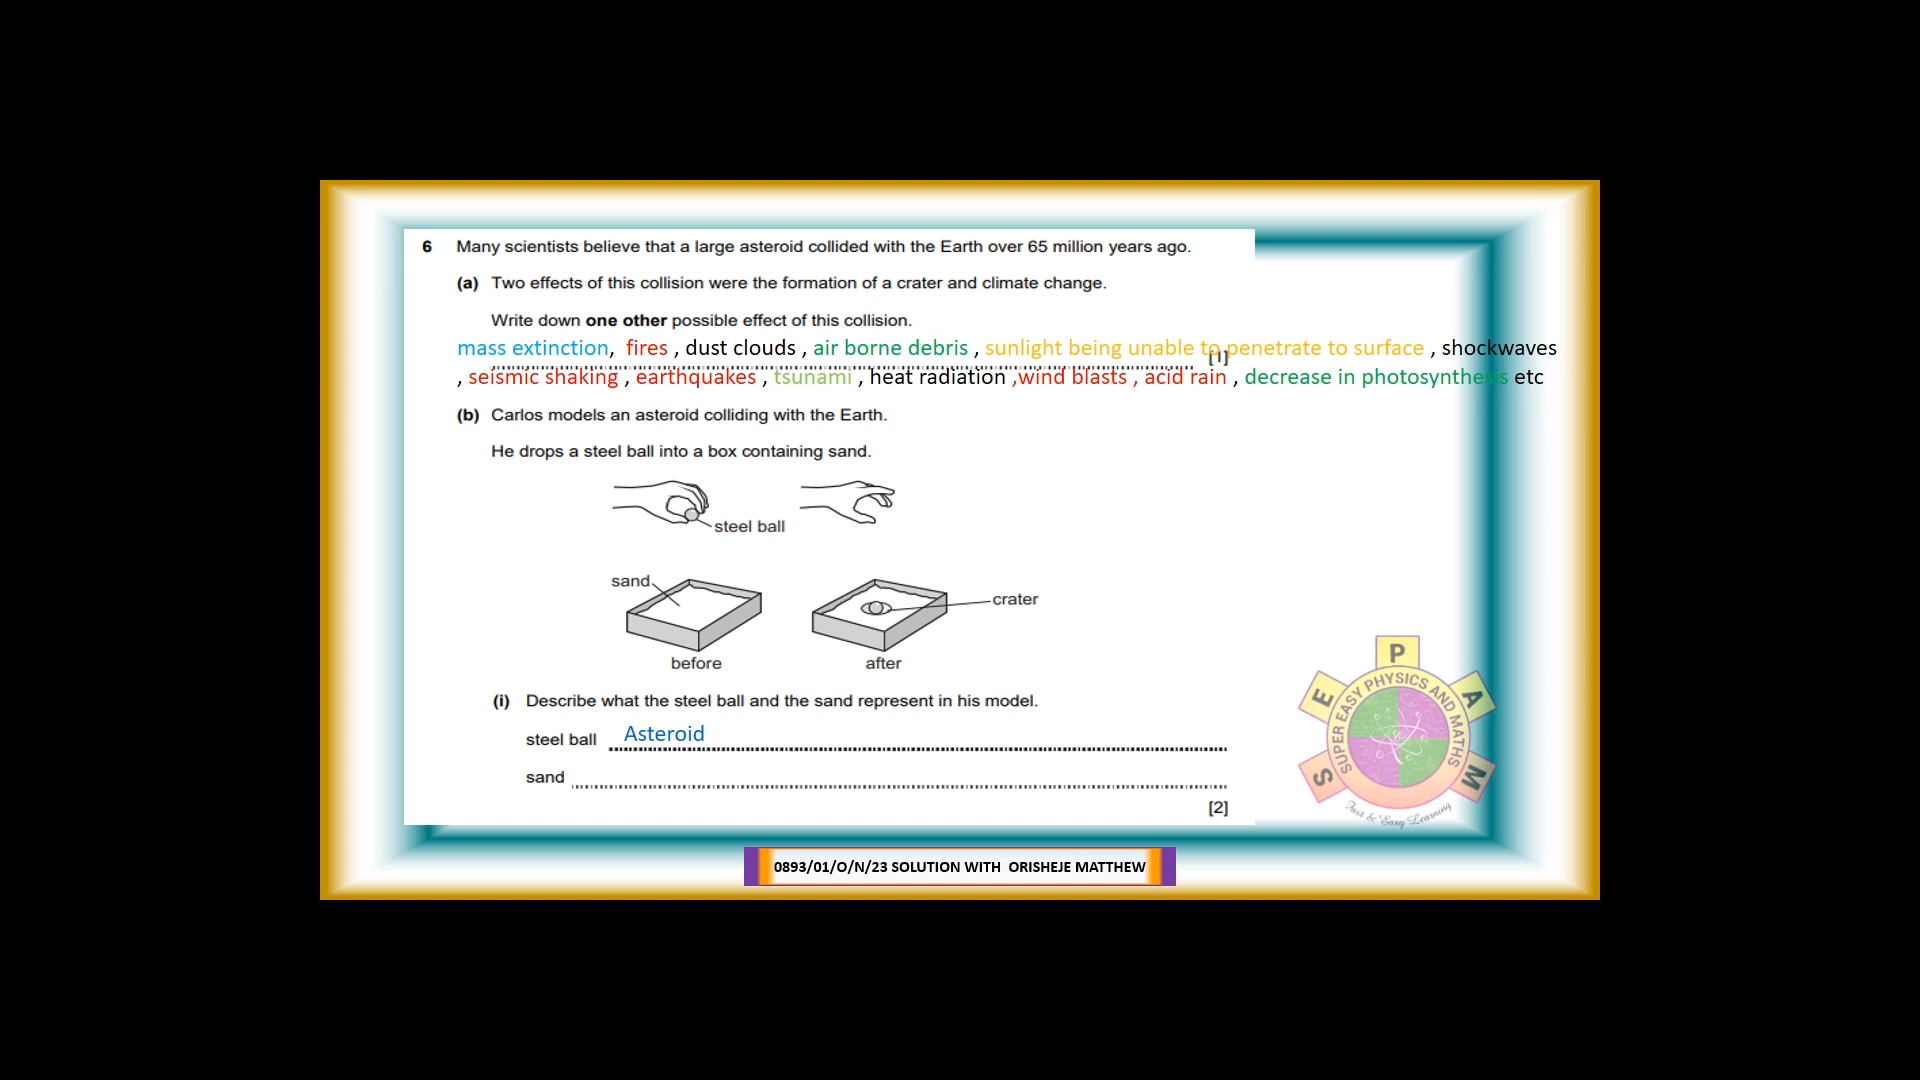 6 Many scientists believe that a large asteroid collided with the Earth over 65 million years ago.
(a) Two effects of this collision were the formation of a crater and climate change.
Write down one other possible effect of this collision.
mass extinction, fires , dust clouds , air borne debris , sunlight being unable to penetrate to surface , shockwaves
[1]
, seismic shaking , earthquakes , tsunami , heat radiation ,wind blasts , acid rain , decrease in photosynthesis etc
(b) Carlos models an asteroid colliding with the Earth.
He drops a steel ball into a box containing sand.
steel ball
sand
crater
before
after
(i) Describe what the steel ball and the sand represent in his model.
steel ball Asteroid
sand
[2]
S E P A M
SUPER EASY PHYSICS AND MATHS
Fast & Easy Learning
0893/01/O/N/23 SOLUTION WITH ORISHEJE MATTHEW